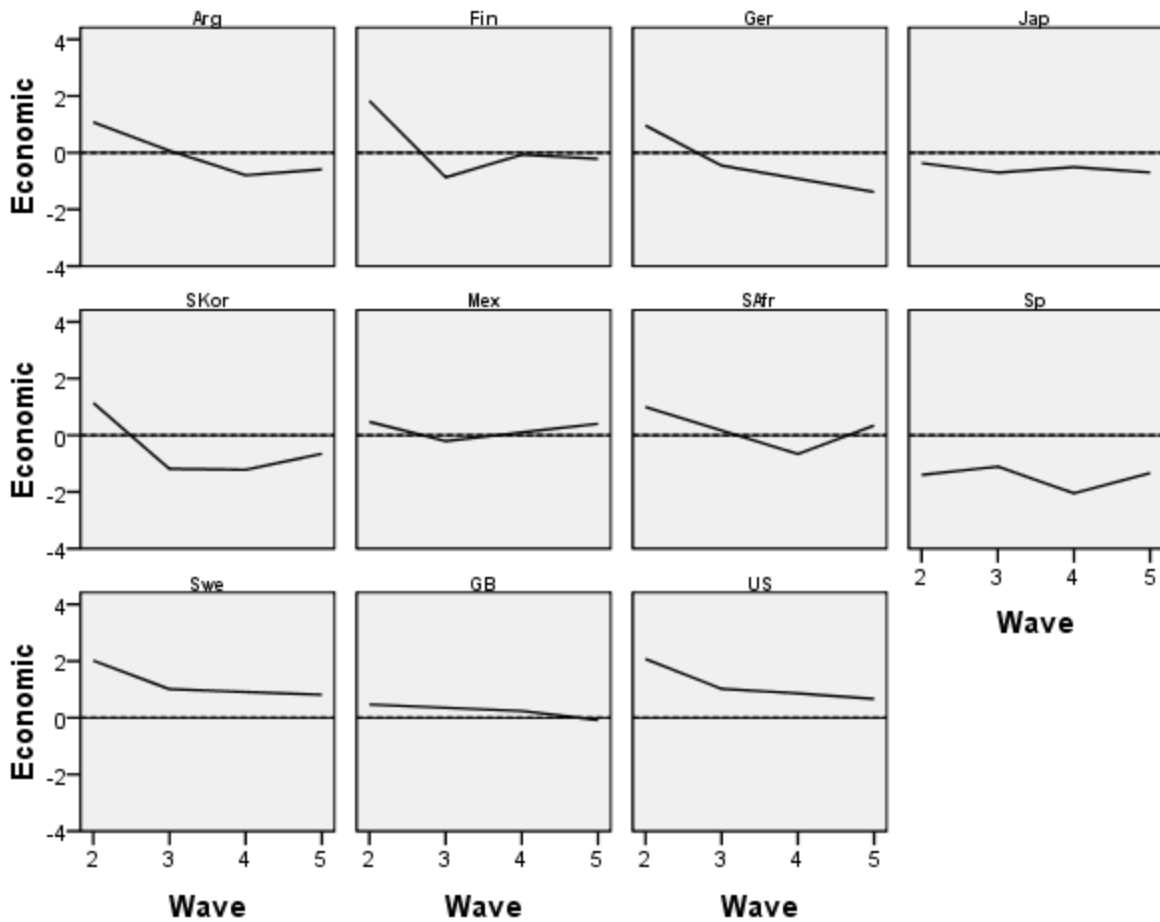 Arg Fin Ger Jap
Economic
4
2
0
-2
-4
SKor Mex SAfr Sp
Economic
4
2
0
-2
-4
2 3 4 5
Wave
Swe GB US
Economic
4
2
0
-2
-4
2 3 4 5 2 3 4 5 2 3 4 5
Wave Wave Wave